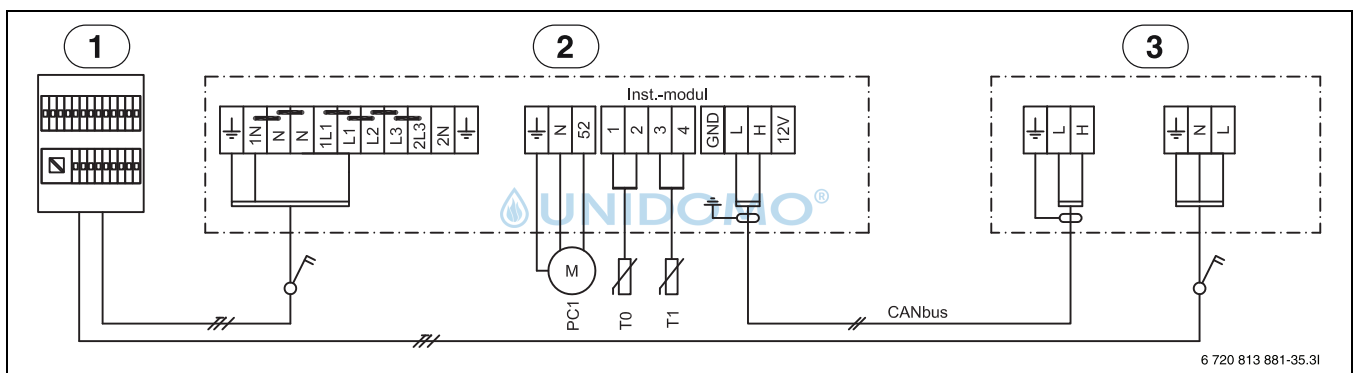 1
2
3
Inst.-modul
1N N N 1L1 L1 L2 L3 2L3 2N
N 52
1 2 3 4
GND L H 12V
L H
N L
UNIDOMO®
M
PC1
T0
T1
CANbus
6 720 813 881-35.3I